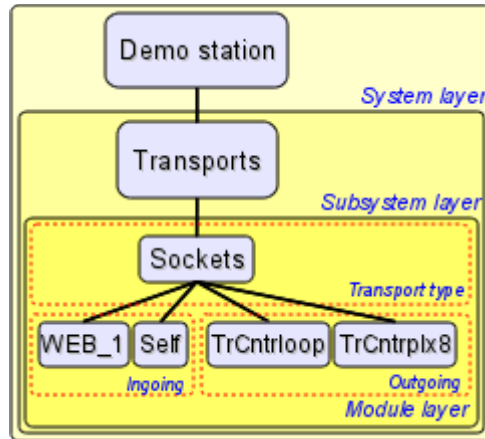 Demo station
System layer
Transports
Subsystem layer
Sockets
Transport type
WEB_1 Self TrCntrloop TrCntrplx8
Ingoing Outgoing
Module layer